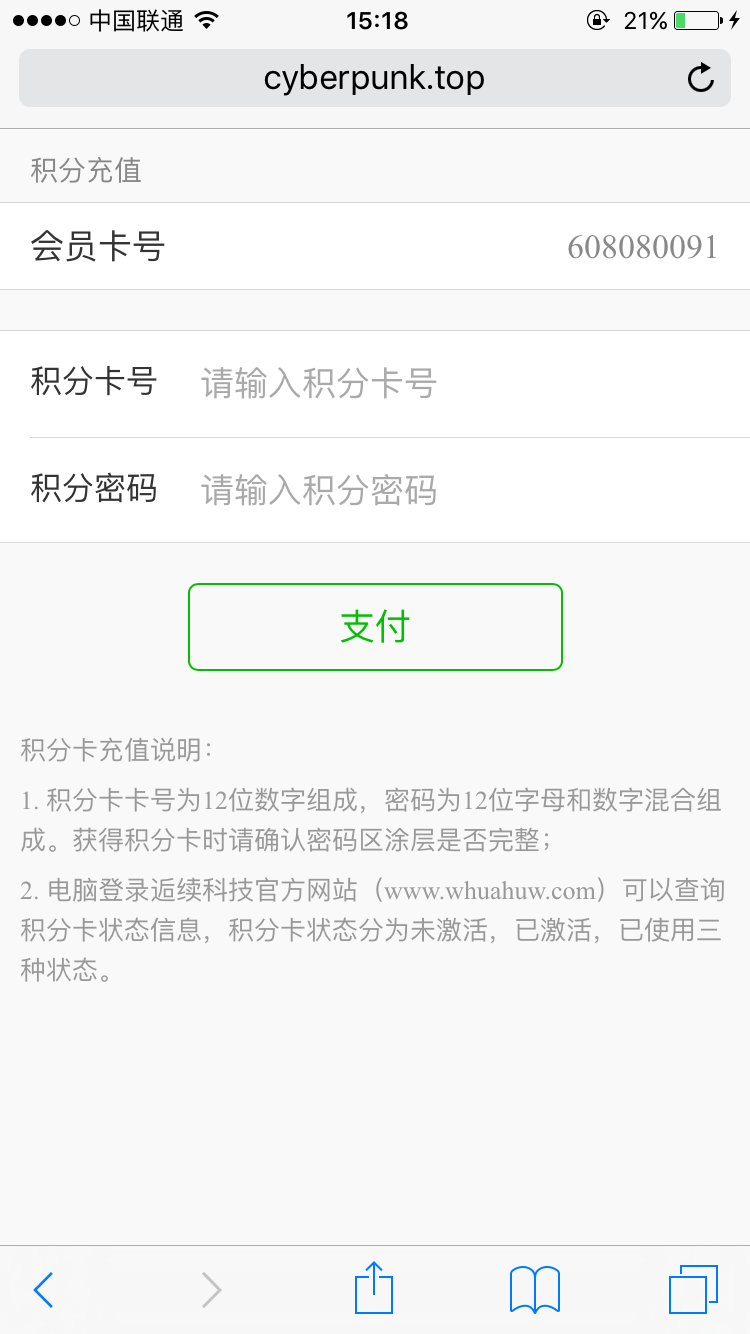 中国联通
15:18
21%
cyberpunk.top
积分充值
会员卡号 608080091
积分卡号 请输入积分卡号
积分密码 请输入积分密码
支付
积分卡充值说明：
1. 积分卡卡号为12位数字组成，密码为12位字母和数字混合组
成。获得积分卡时请确认密码区涂层是否完整；
2. 电脑登录逅续科技官方网站（www.whuahuw.com）可以查询
积分卡状态信息，积分卡状态分为未激活，已激活，已使用三
种状态。